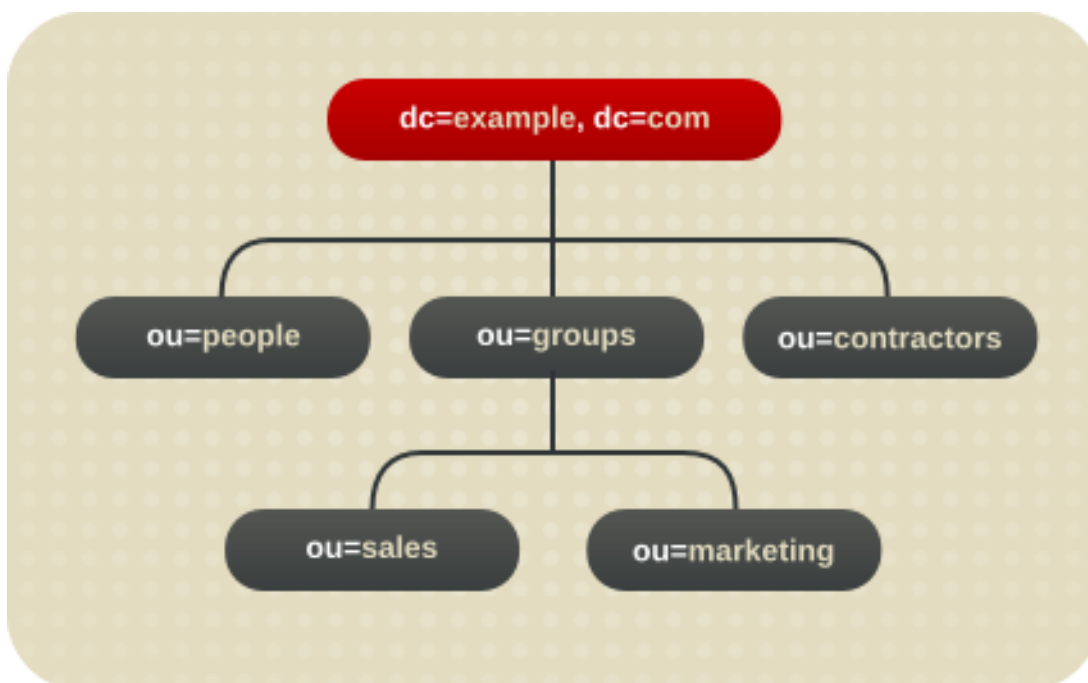 dc=example, dc=com
ou=people
ou=groups
ou=contractors
ou=sales
ou=marketing